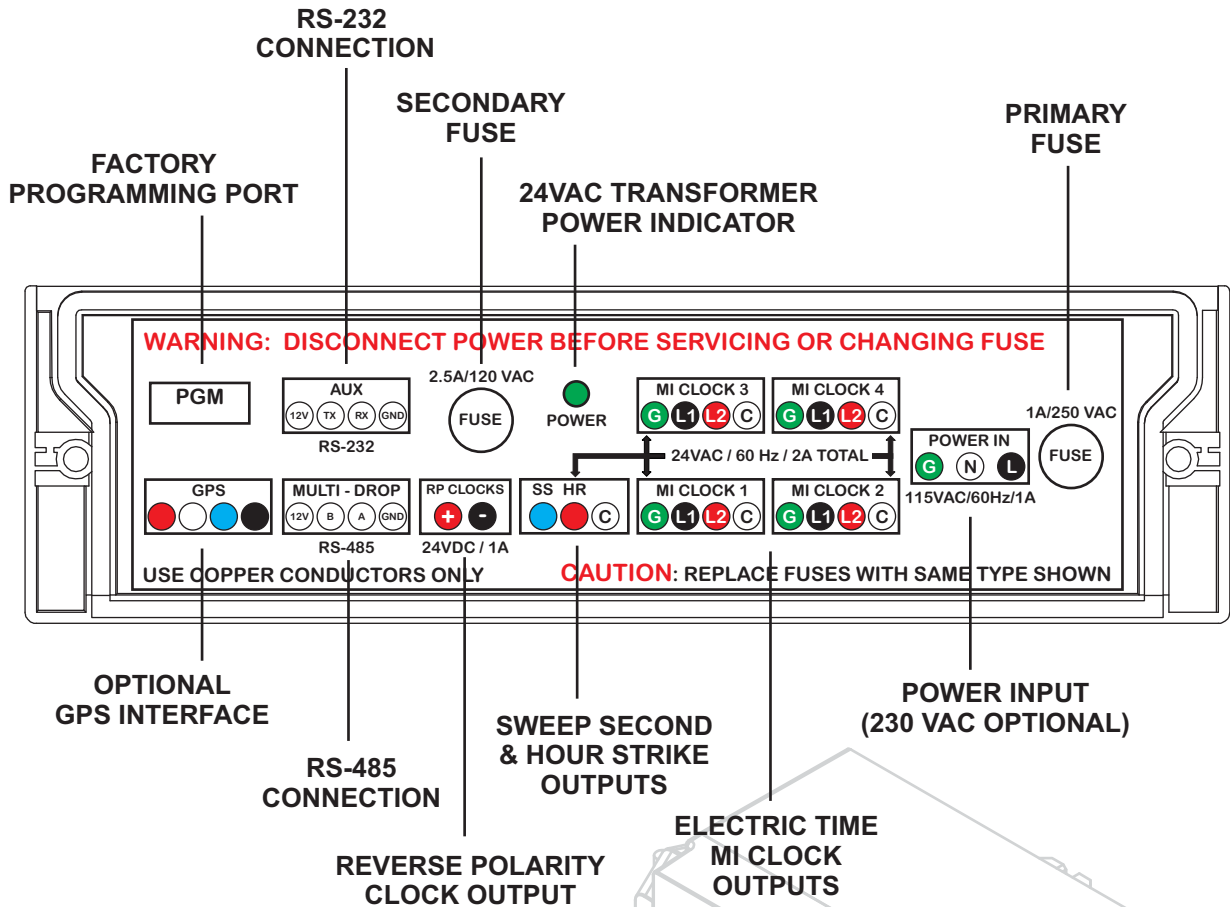 RS-232
CONNECTION
SECONDARY
FUSE
PRIMARY
FUSE
FACTORY
PROGRAMMING PORT
24VAC TRANSFORMER
POWER INDICATOR
WARNING: DISCONNECT POWER BEFORE SERVICING OR CHANGING FUSE
PGM
AUX
12V TX RX GND
RS-232
2.5A/120 VAC
FUSE
POWER
MI CLOCK 3
G L1 L2 C
MI CLOCK 4
G L1 L2 C
24VAC / 60 Hz / 2A TOTAL
POWER IN
G N L
115VAC/60Hz/1A
1A/250 VAC
FUSE
GPS
MULTI - DROP
12V B A GND
RS-485
RP CLOCKS
+ -
24VDC / 1A
SS HR
C
MI CLOCK 1
G L1 L2 C
MI CLOCK 2
G L1 L2 C
USE COPPER CONDUCTORS ONLY
CAUTION: REPLACE FUSES WITH SAME TYPE SHOWN
OPTIONAL
GPS INTERFACE
RS-485
CONNECTION
REVERSE POLARITY
CLOCK OUTPUT
SWEEP SECOND
& HOUR STRIKE
OUTPUTS
ELECTRIC TIME
MI CLOCK
OUTPUTS
POWER INPUT
(230 VAC OPTIONAL)